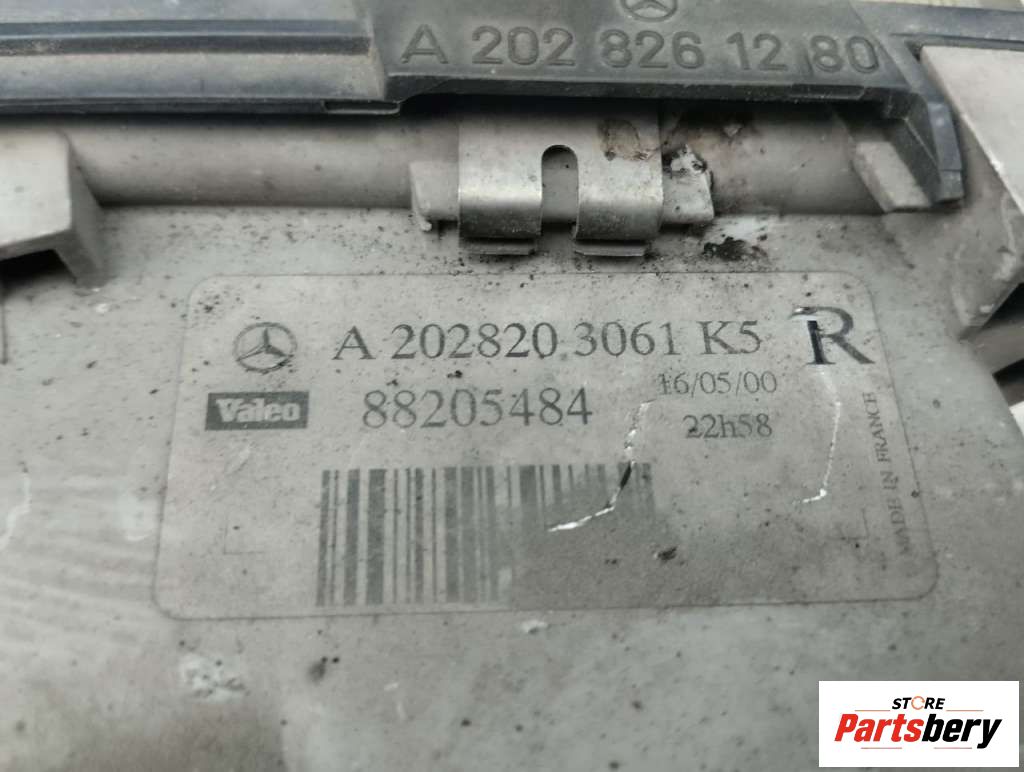 A 202 826 12 80
A 202820 3061 K5 R
Valeo 88205484 16/05/00
22h58
MADE IN FRANCE
STORE
Partsbery